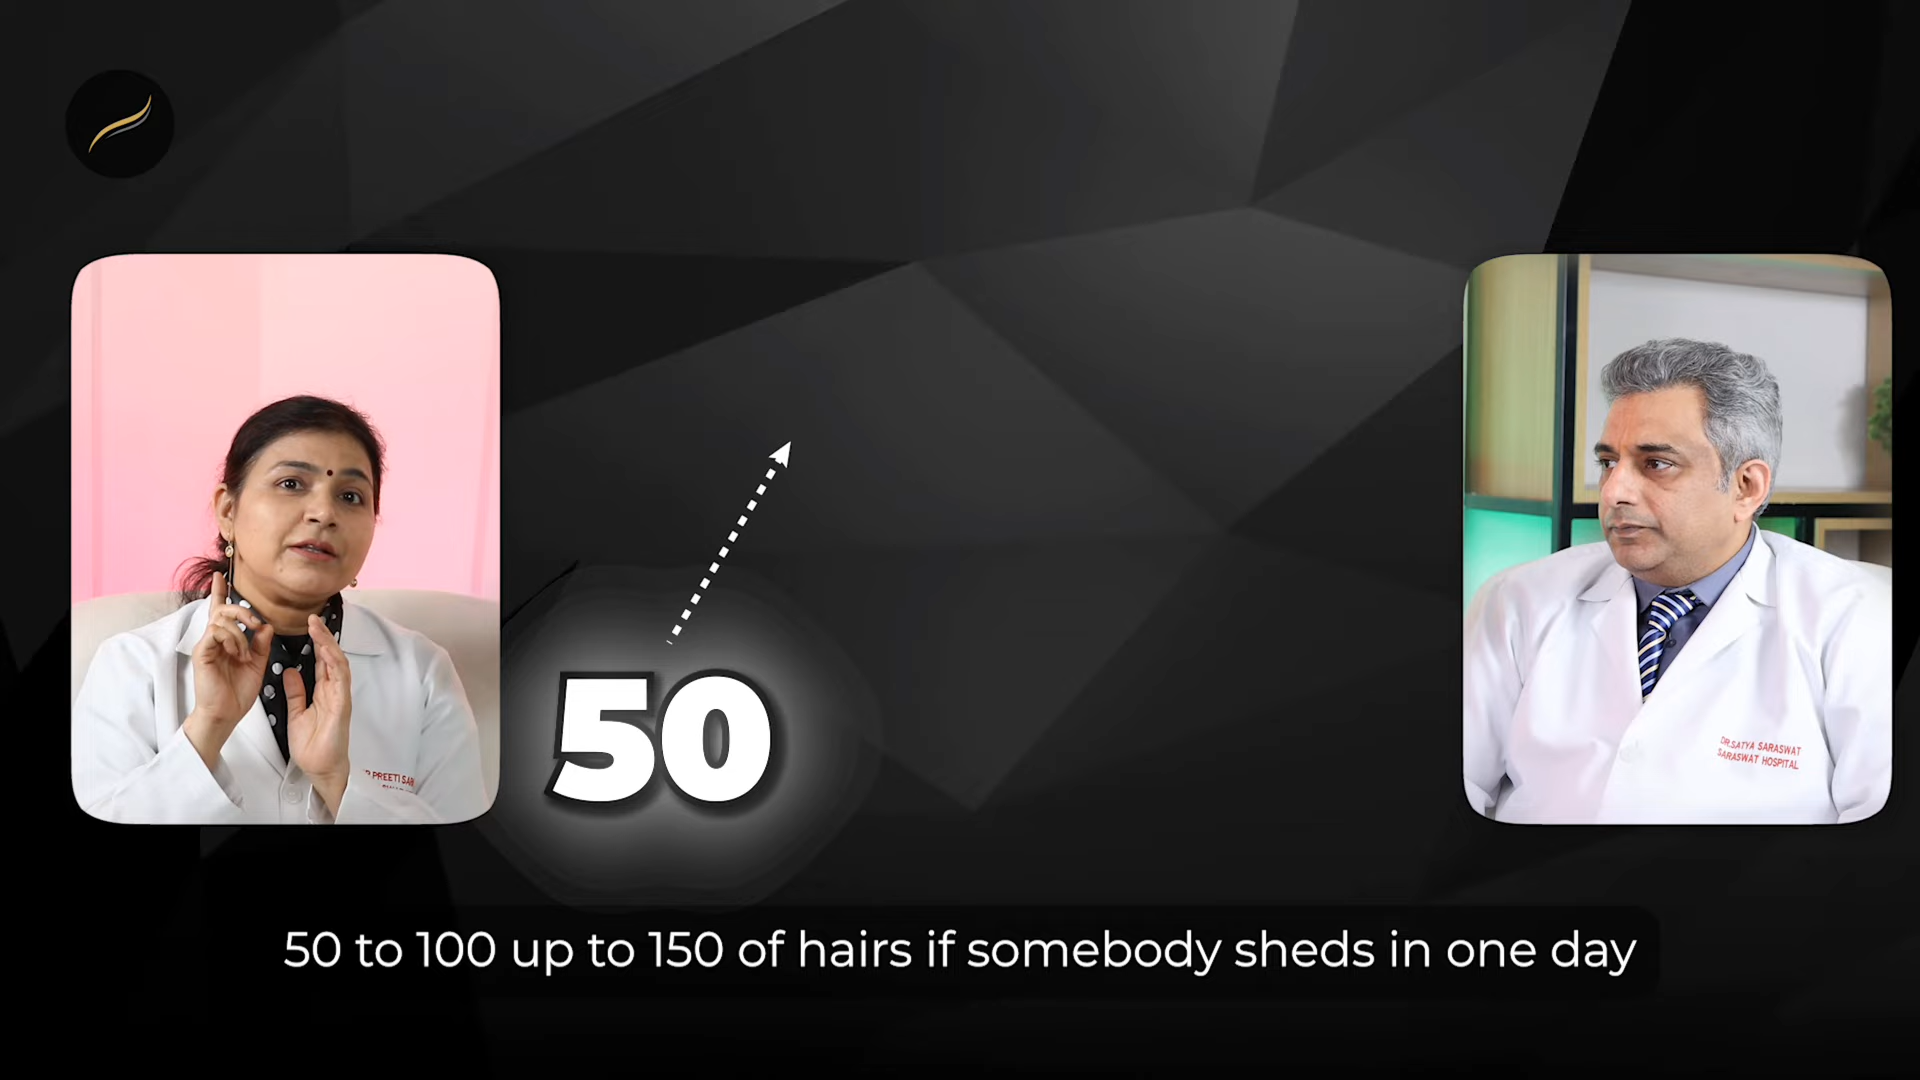 PREETI
50
DR.SATYA SARASWAT
SARASWAT HOSPITAL
50 to 100 up to 150 of hairs if somebody sheds in one day